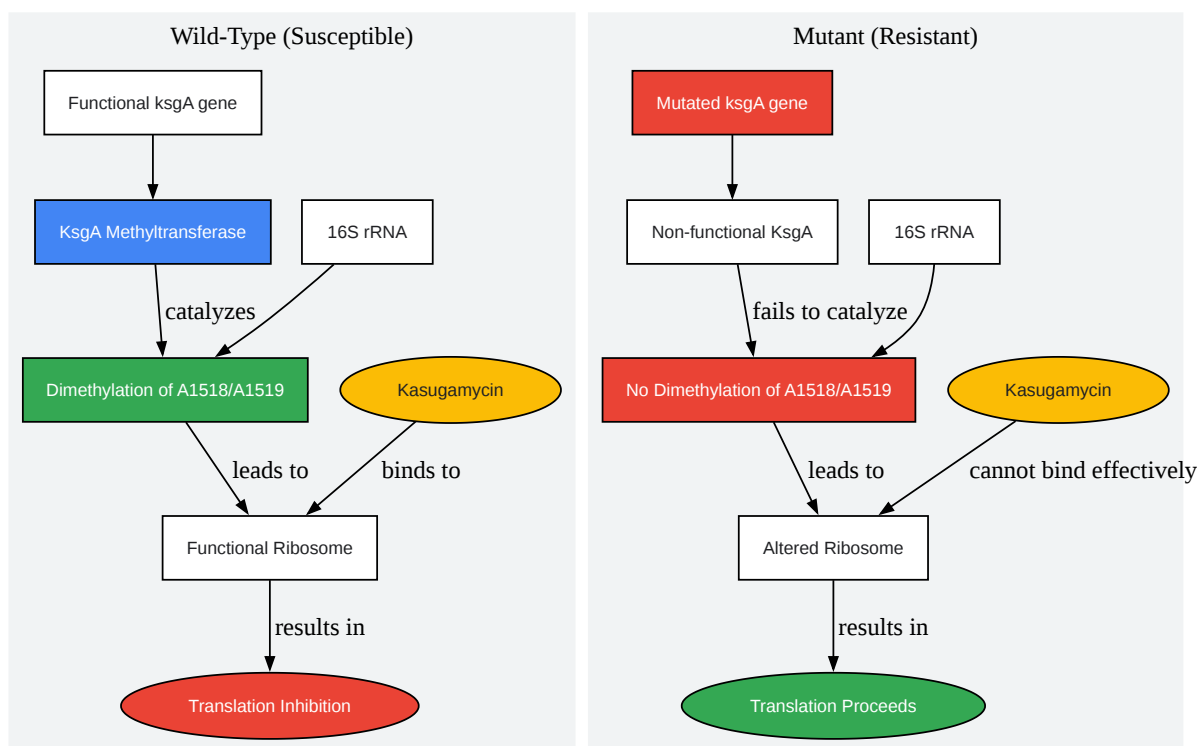 Wild-Type (Susceptible)
Functional ksgA gene
KsgA Methyltransferase
16S rRNA
catalyzes
Dimethylation of A1518/A1519
Kasugamycin
leads to
binds to
Functional Ribosome
results in
Translation Inhibition
Mutant (Resistant)
Mutated ksgA gene
Non-functional KsgA
16S rRNA
fails to catalyze
No Dimethylation of A1518/A1519
Kasugamycin
leads to
cannot bind effectively
Altered Ribosome
results in
Translation Proceeds